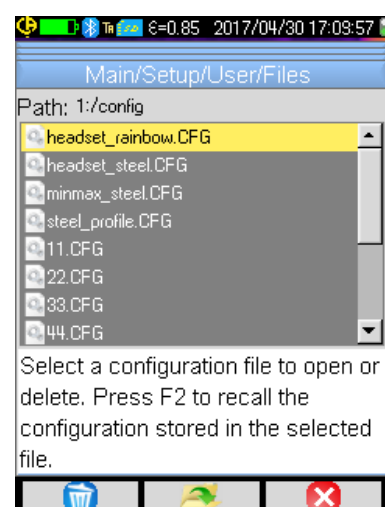 TR ε=0.85 2017/04/30 17:09:57
Main/Setup/User/Files
Path: 1:/config
headset_rainbow.CFG
headset_steel.CFG
minmax_steel.CFG
steel_profile.CFG
11.CFG
22.CFG
33.CFG
44.CFG
Select a configuration file to open or
delete. Press F2 to recall the
configuration stored in the selected
file.